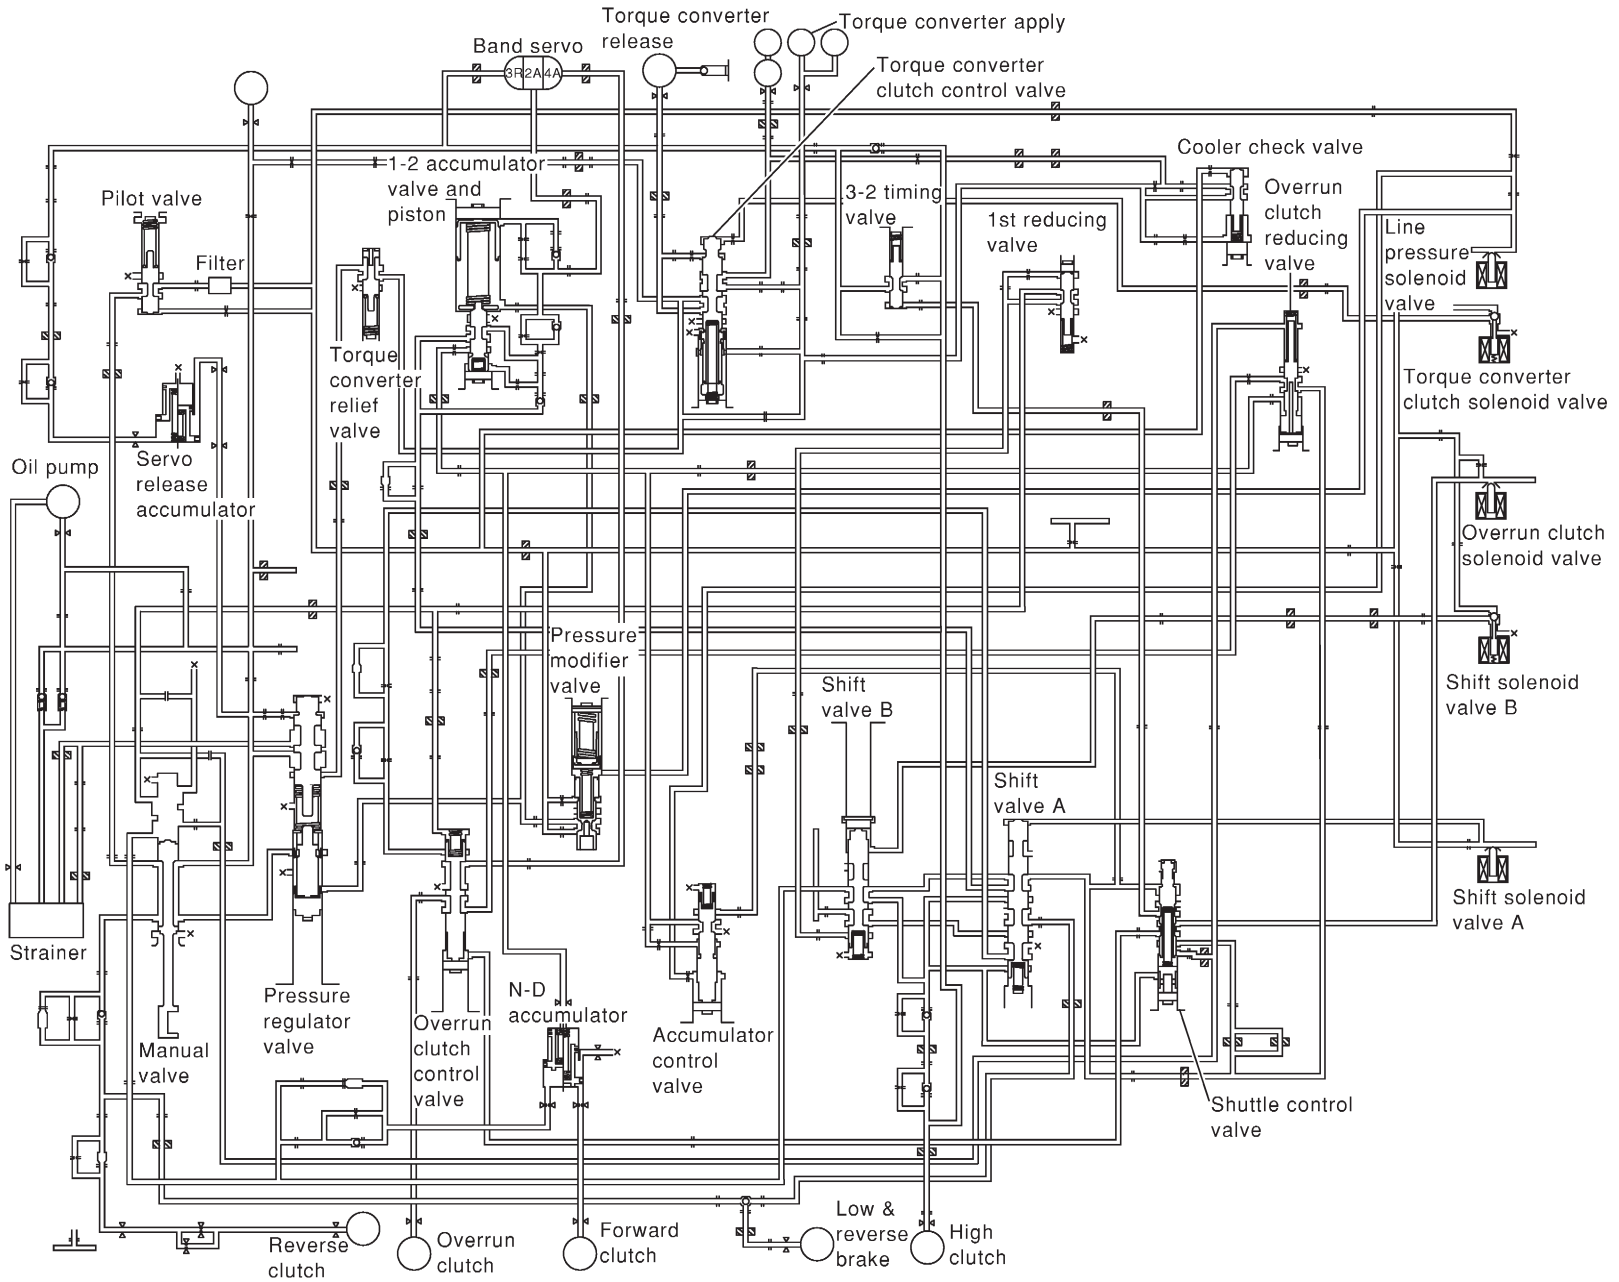 Torque converter
release
Torque converter apply
Band servo
3R 2A 4A
Torque converter
clutch control valve
Cooler check valve
1-2 accumulator
valve and
piston
Pilot valve
3-2 timing
valve
1st reducing
valve
Overrun
clutch
reducing
valve
Line
pressure
solenoid
valve
Filter
Torque
converter
relief
valve
Torque converter
clutch solenoid valve
Oil pump
Servo
release
accumulator
Overrun clutch
solenoid valve
Pressure
modifier
valve
Shift
valve B
Shift solenoid
valve B
Shift
valve A
Shift solenoid
valve A
Strainer
Manual
valve
Pressure
regulator
valve
Overrun
clutch
control
valve
N-D
accumulator
Accumulator
control
valve
Shuttle control
valve
Reverse
clutch
Overrun
clutch
Forward
clutch
Low &
reverse
brake
High
clutch